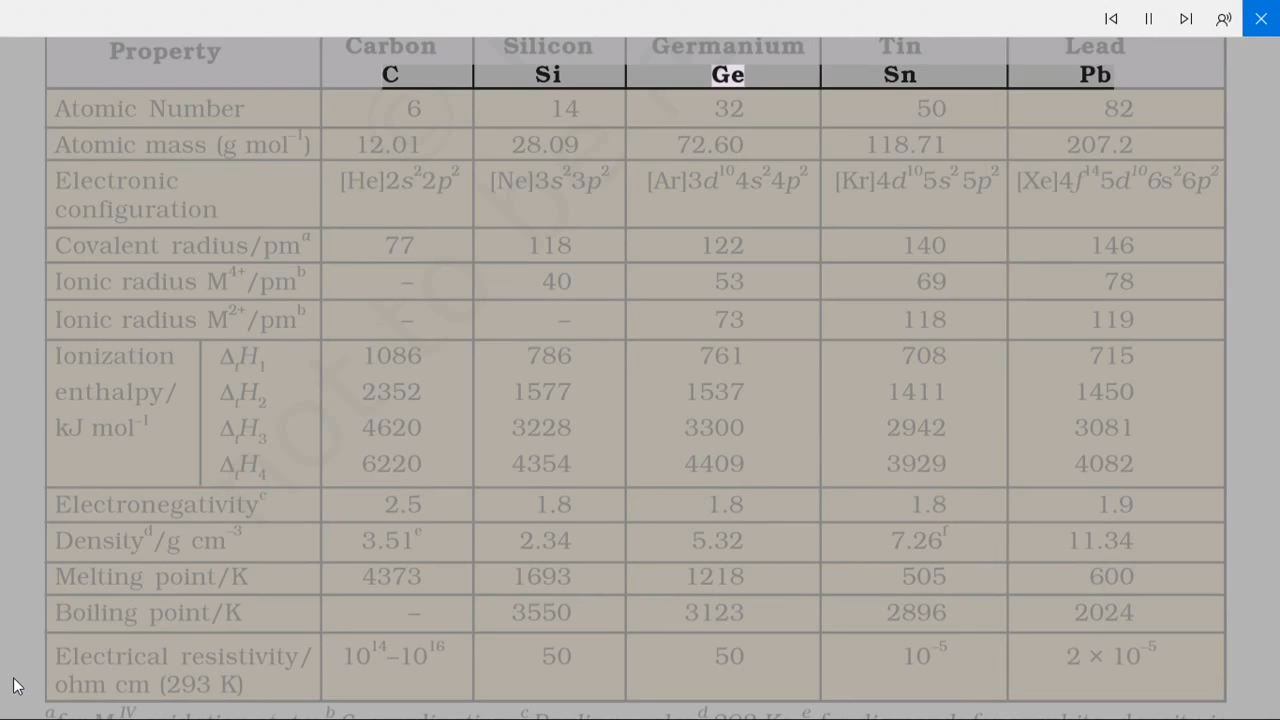 Property Carbon Silicon Germanium Tin Lead
C Si Ge Sn Pb
Atomic Number 6 14 32 50 82
Atomic mass (g mol⁻¹) 12.01 28.09 72.60 118.71 207.2
Electronic configuration [He]2s²2p² [Ne]3s²3p² [Ar]3d¹⁰4s²4p² [Kr]4d¹⁰5s²5p² [Xe]4f¹⁴5d¹⁰6s²6p²
Covalent radius/pmᵃ 77 118 122 140 146
Ionic radius M⁴⁺/pmᵇ – 40 53 69 78
Ionic radius M²⁺/pmᵇ – – 73 118 119
Ionization ΔᵢH₁ 1086 786 761 708 715
enthalpy/ ΔᵢH₂ 2352 1577 1537 1411 1450
kJ mol⁻¹ ΔᵢH₃ 4620 3228 3300 2942 3081
ΔᵢH₄ 6220 4354 4409 3929 4082
Electronegativityᶜ 2.5 1.8 1.8 1.8 1.9
Densityᵈ/g cm⁻³ 3.51ᵉ 2.34 5.32 7.26ᶠ 11.34
Melting point/K 4373 1693 1218 505 600
Boiling point/K – 3550 3123 2896 2024
Electrical resistivity/ 10¹⁴–10¹⁶ 50 50 10⁻⁵ 2 × 10⁻⁵
ohm cm (293 K)